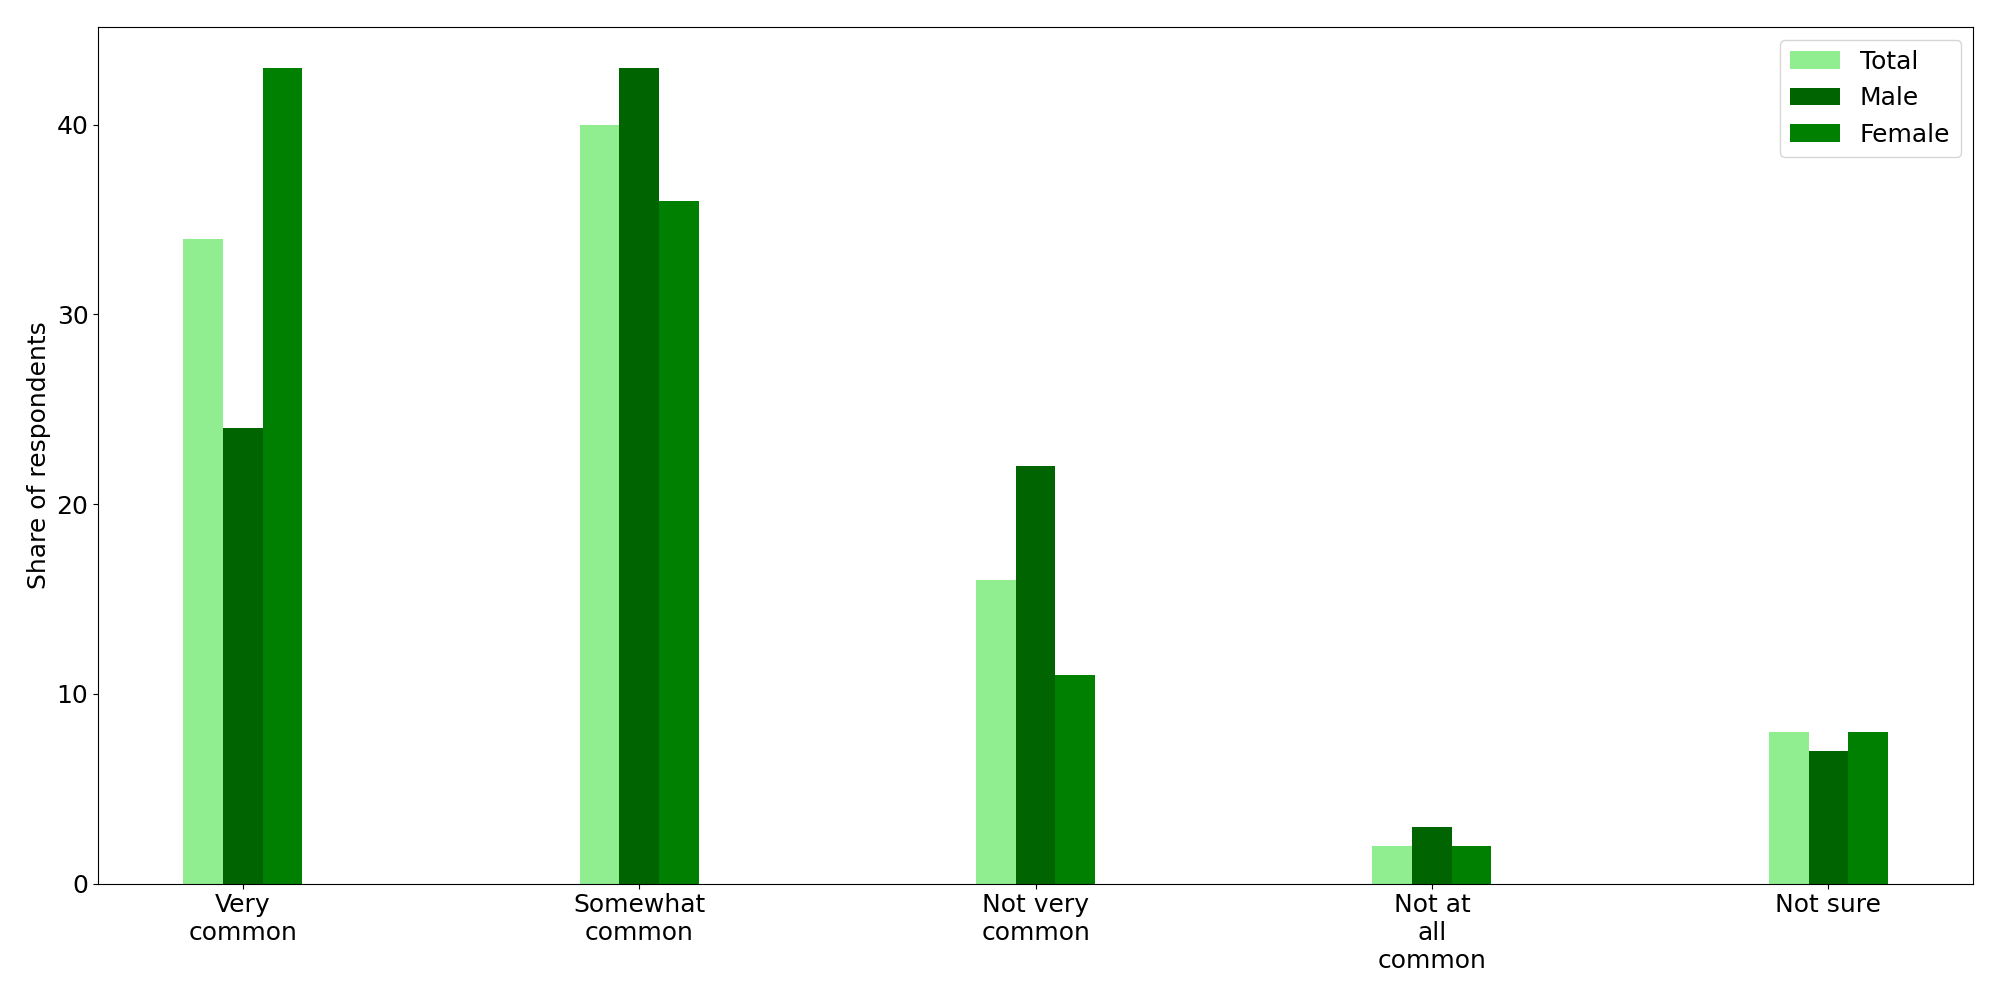 Total
Male
Female
Share of respondents
40
30
20
10
0
Very
common
Somewhat
common
Not very
common
Not at
all
common
Not sure